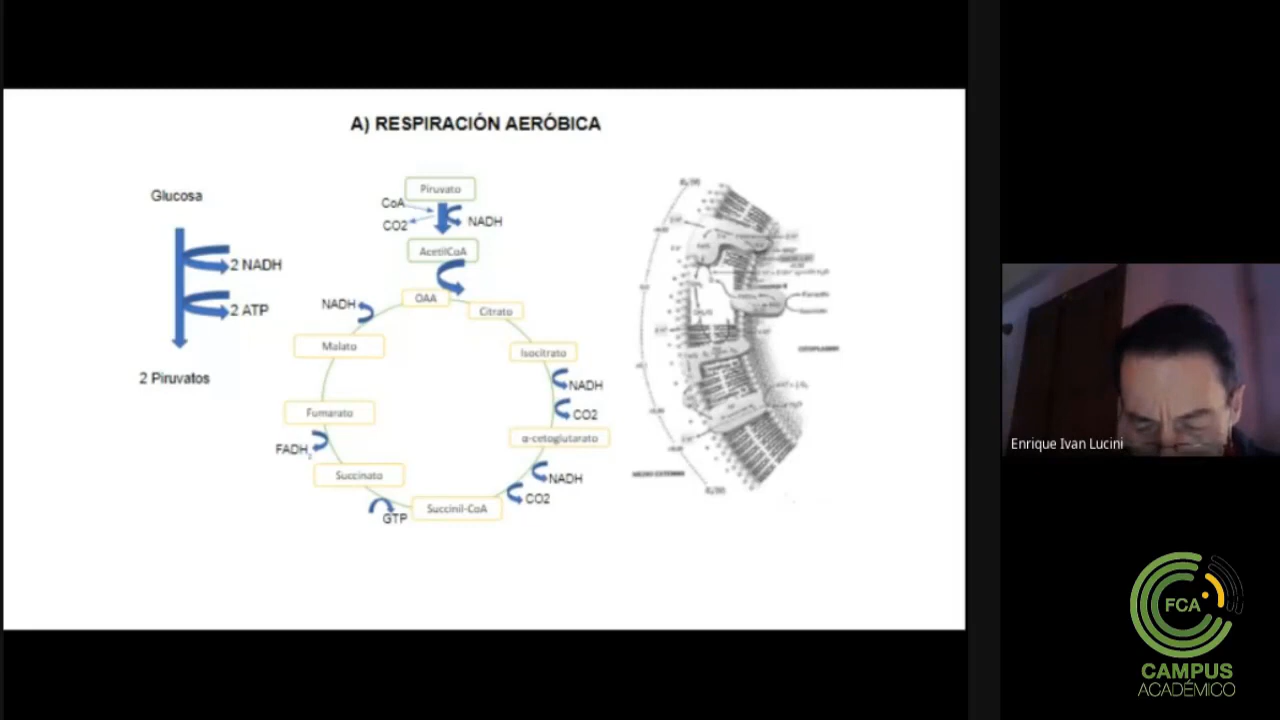 A) RESPIRACIÓN AERÓBICA
Glucosa
2 NADH
2 ATP
2 Piruvatos
Piruvato
CoA
CO2
NADH
AcetilCoA
OAA
Citrato
Isocitrato
NADH
CO2
α-cetoglutarato
NADH
CO2
Succinil-CoA
GTP
Succinato
FADH2
Fumarato
Malato
NADH
CITOPLASMA
MEDIO EXTERNO
Enrique Ivan Lucini
FCA
CAMPUS
ACADÉMICO